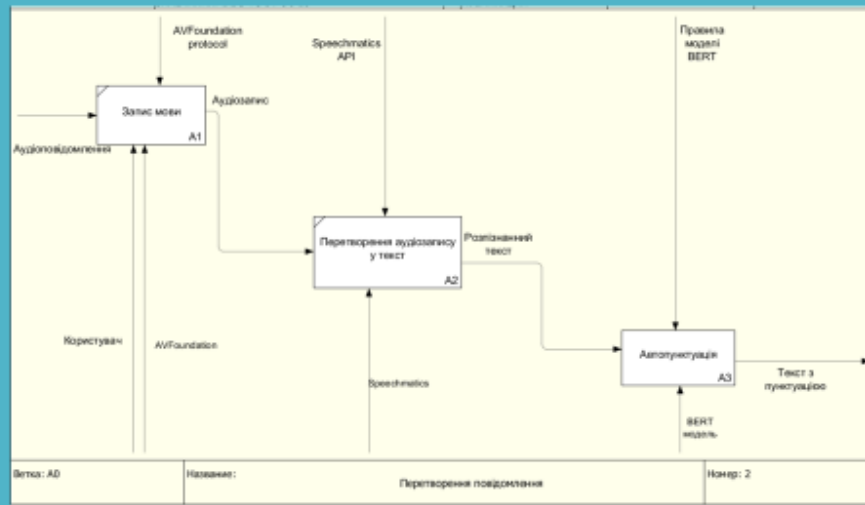 AVFoundation
protocol
Speechmatics
API
Правила
моделі
BERT
Запис мови
A1
Аудіозапис
Аудіоповідомлення
Перетворення аудіозапису
у текст
A2
Розпізнанний
текст
Користувач
AVFoundation
Speechmatics
Автопунктуація
A3
Текст з
пунктуацією
BERT
модель
Ветка: A0
Название:
Перетворення повідомлення
Номер: 2